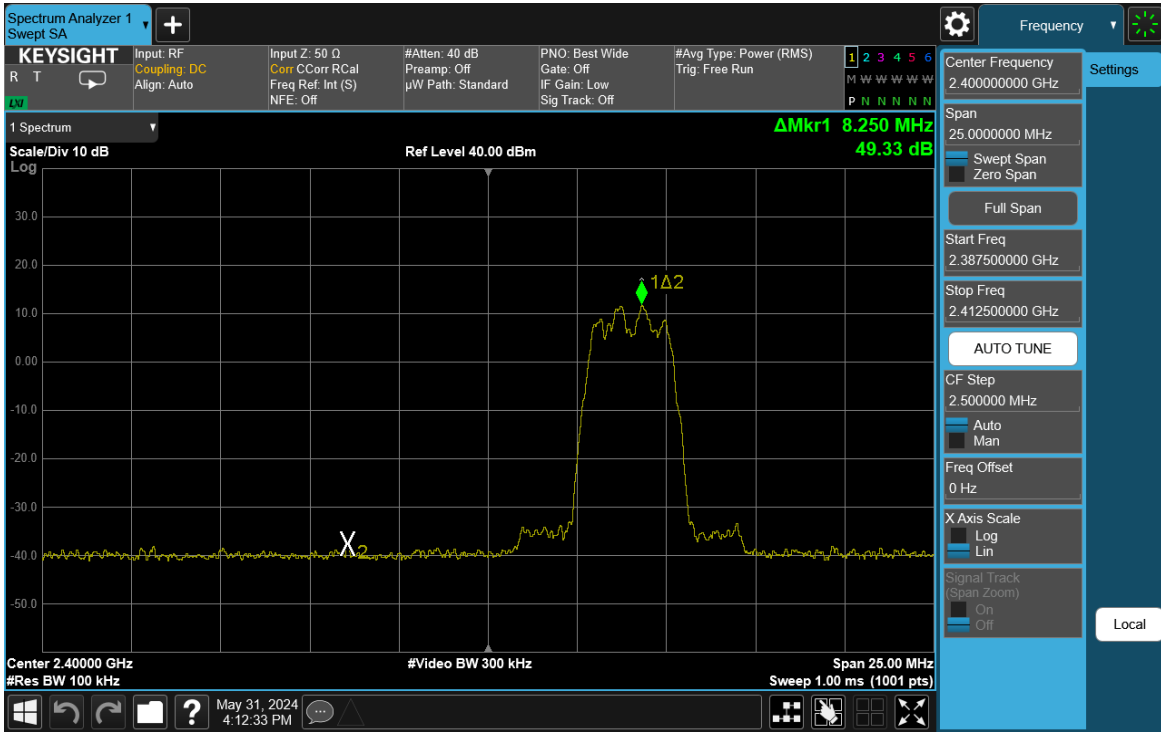 Spectrum Analyzer 1
Swept SA
Frequency
KEYSIGHT
R T
LXI
Input: RF
Coupling: DC
Align: Auto
Input Z: 50 Ω
Corr CCorr RCal
Freq Ref: Int (S)
NFE: Off
#Atten: 40 dB
Preamp: Off
µW Path: Standard
PNO: Best Wide
Gate: Off
IF Gain: Low
Sig Track: Off
#Avg Type: Power (RMS)
Trig: Free Run
1 2 3 4 5 6
M W W W W W
P N N N N N
1 Spectrum
Scale/Div 10 dB
Log
Ref Level 40.00 dBm
ΔMkr1 8.250 MHz
49.33 dB
30.0
20.0
10.0
0.00
-10.0
-20.0
-30.0
-40.0
-50.0
1Δ2
X2
Center 2.40000 GHz
#Res BW 100 kHz
#Video BW 300 kHz
Span 25.00 MHz
Sweep 1.00 ms (1001 pts)
Center Frequency
2.400000000 GHz
Span
25.0000000 MHz
Swept Span
Zero Span
Full Span
Start Freq
2.387500000 GHz
Stop Freq
2.412500000 GHz
AUTO TUNE
CF Step
2.500000 MHz
Auto
Man
Freq Offset
0 Hz
X Axis Scale
Log
Lin
Signal Track
(Span Zoom)
On
Off
Settings
Local
?
May 31, 2024
4:12:33 PM